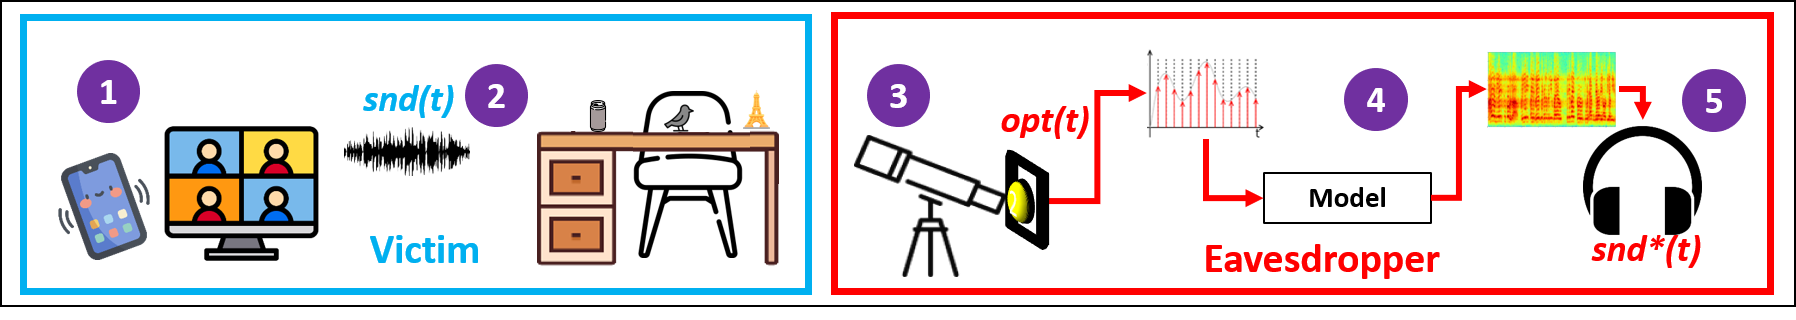 1
snd(t)
2
Victim
3
opt(t)
t
4
Model
5
Eavesdropper
snd*(t)